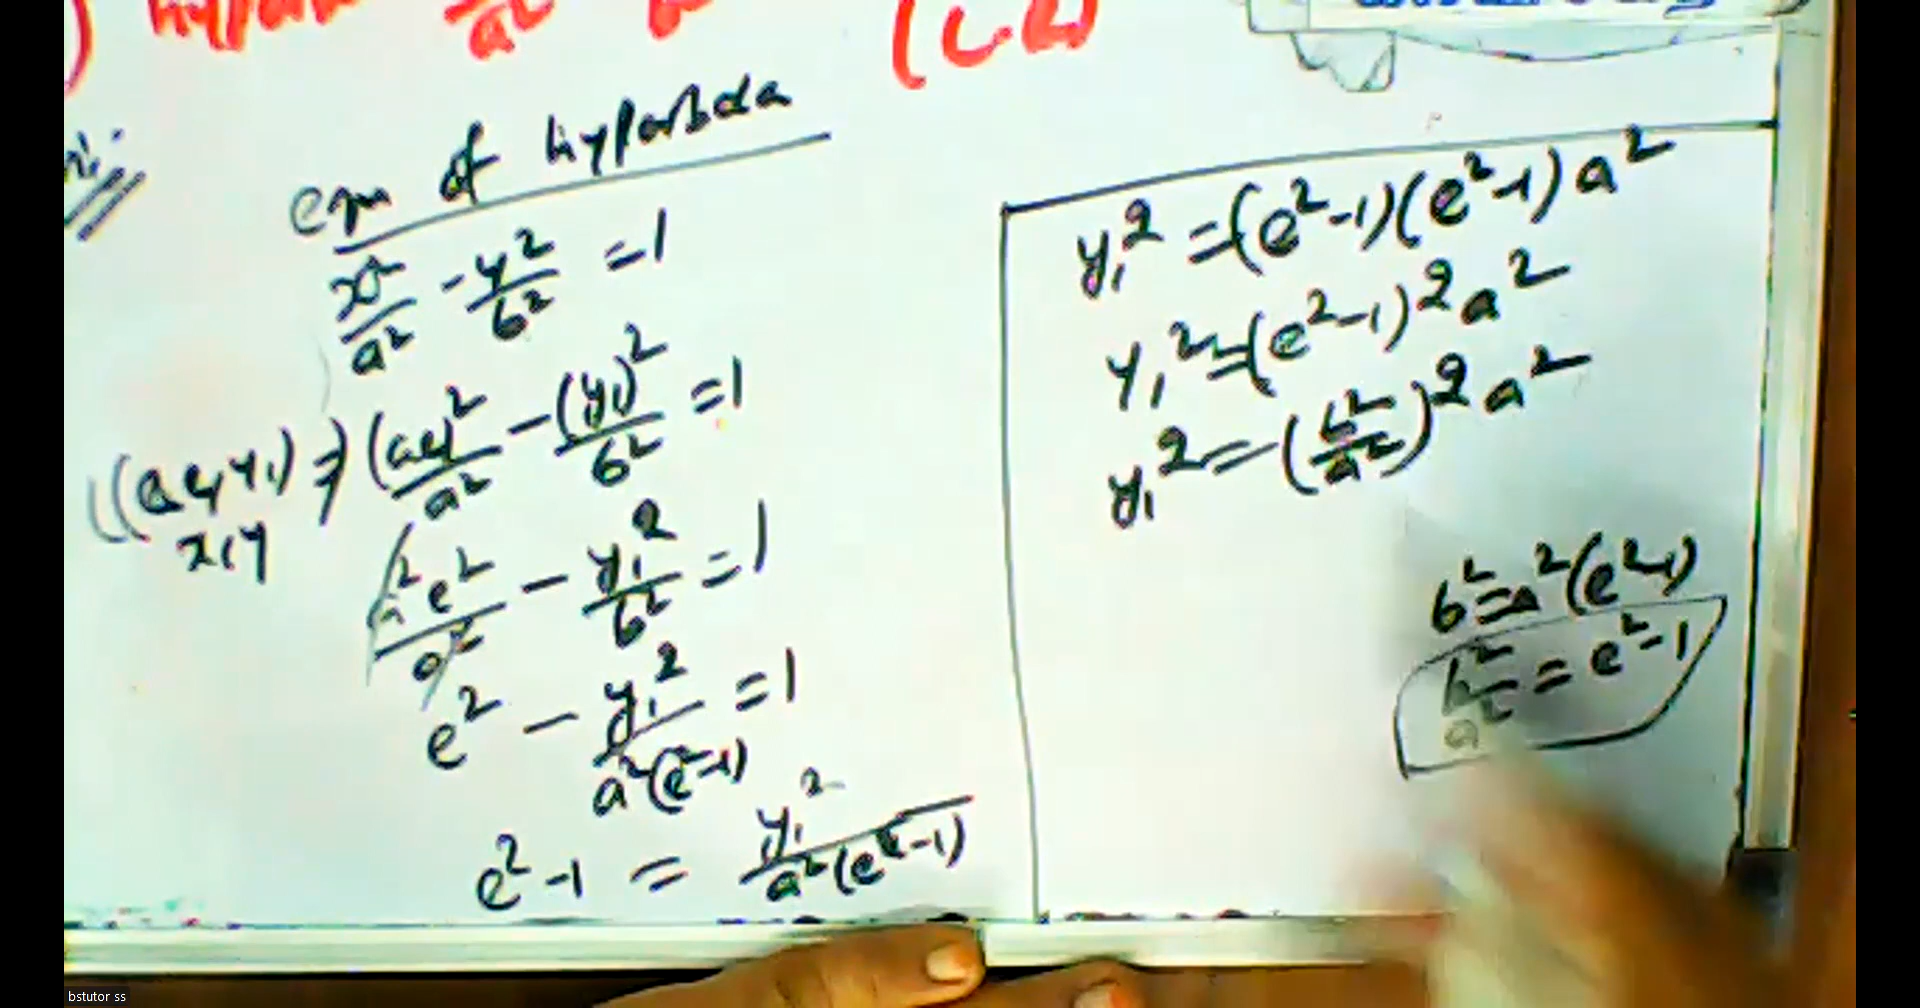 a²
eqn of hyperbola
x²/a² - y²/b² = 1
((ae, y₁) ⇒ (ae)²/a² - (y₁)²/b² = 1
x, y
a²e²/a² - y₁²/b² = 1
e² - y₁²/a²(e²-1) = 1
e²-1 = y₁²/a²(e²-1)
y₁² = (e²-1)(e²-1)a²
y₁² = (e²-1)²a²
y₁² = (b²/a²)²a²
b² = a²(e²-1)
b²/a² = e²-1
bstutor ss